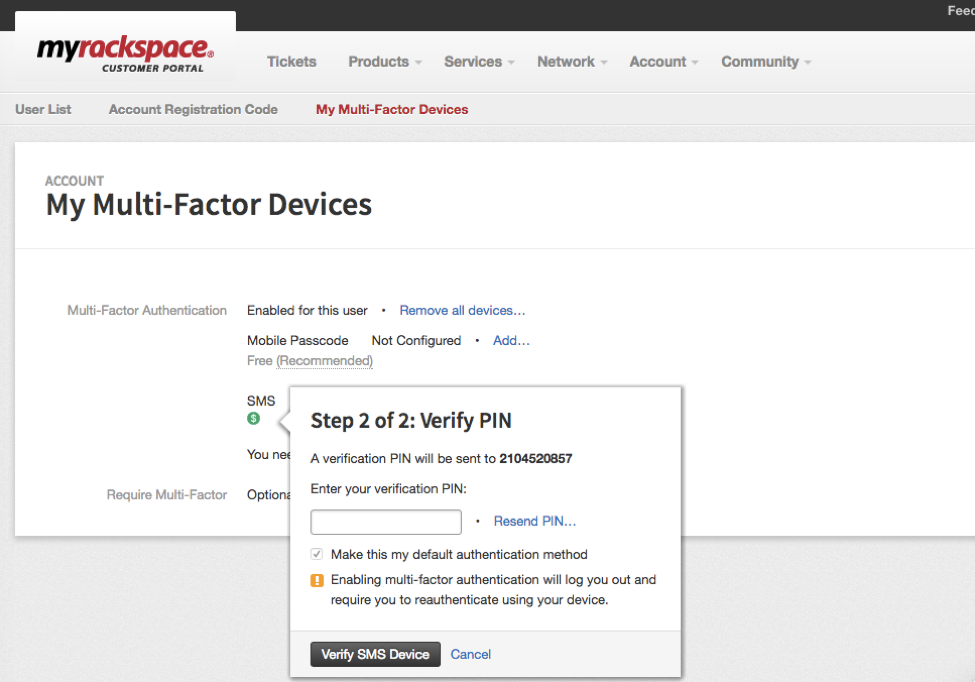 Feed
myrackspace®
CUSTOMER PORTAL
Tickets Products Services Network Account Community
User List Account Registration Code My Multi-Factor Devices
ACCOUNT
My Multi-Factor Devices
Multi-Factor Authentication Enabled for this user • Remove all devices...
Mobile Passcode Not Configured • Add...
Free (Recommended)
SMS
$
You nee
Require Multi-Factor Optiona
Step 2 of 2: Verify PIN
A verification PIN will be sent to 2104520857
Enter your verification PIN:
• Resend PIN...
Make this my default authentication method
! Enabling multi-factor authentication will log you out and
require you to reauthenticate using your device.
Verify SMS Device Cancel